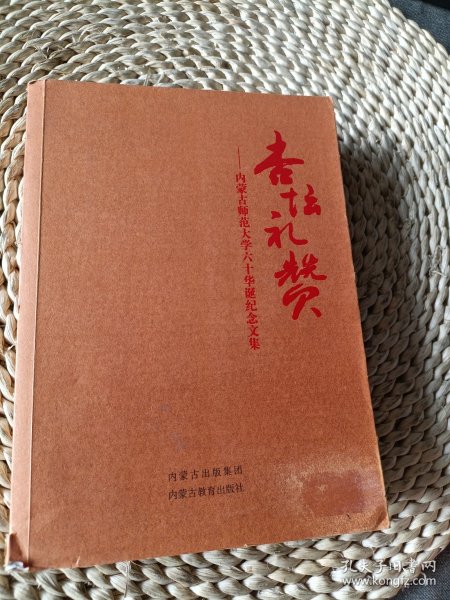 杏坛礼赞
——内蒙古师范大学六十华诞纪念文集
内蒙古出版集团
内蒙古教育出版社
孔夫子旧书网
www.kongfz.com